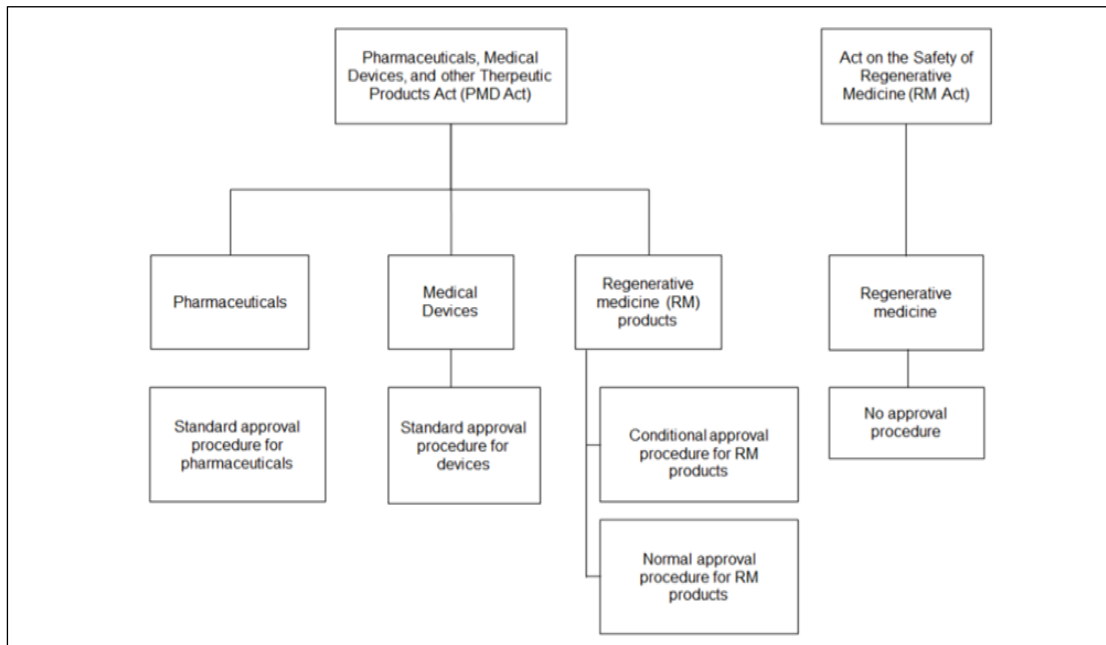 Pharmaceuticals, Medical
Devices, and other Therpeutic
Products Act (PMD Act)
Act on the Safety of
Regenerative
Medicine (RM Act)
Pharmaceuticals
Medical
Devices
Regenerative
medicine (RM)
products
Regenerative
medicine
Standard approval
procedure for
pharmaceuticals
Standard approval
procedure for
devices
Conditional approval
procedure for RM
products
No approval
procedure
Normal approval
procedure for RM
products